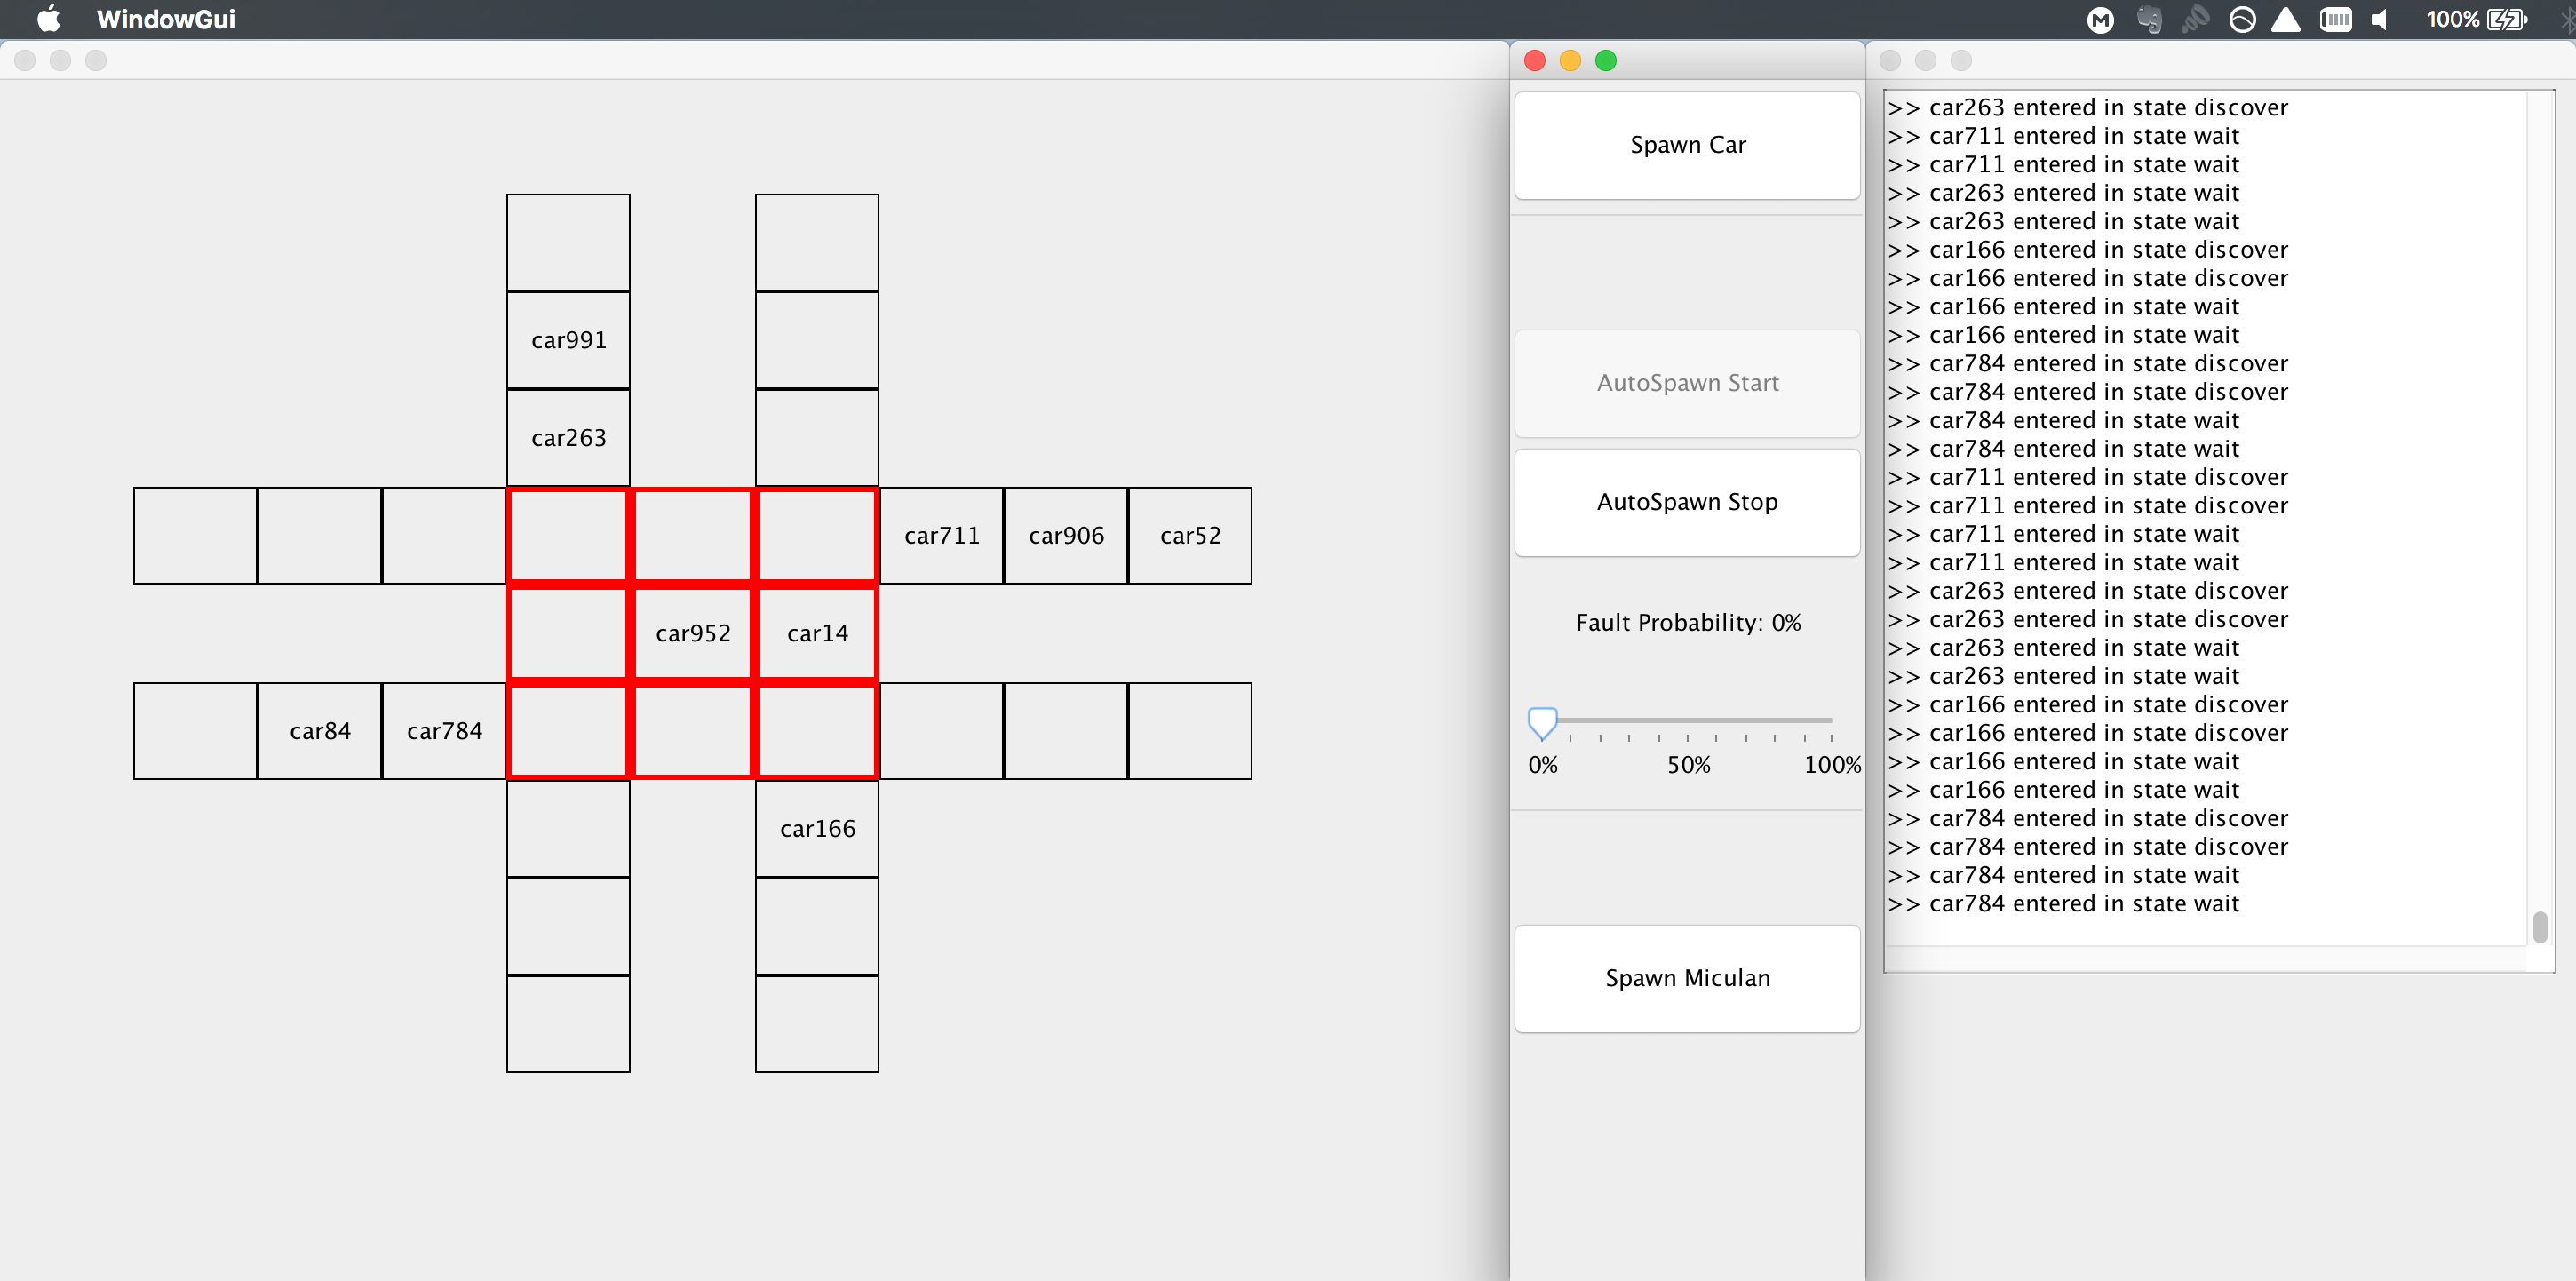 WindowGui
100%
car991
car263
car711 car906 car52
car952 car14
car84 car784
car166
Spawn Car
AutoSpawn Start
AutoSpawn Stop
Fault Probability: 0%
0% 50% 100%
Spawn Miculan
>> car263 entered in state discover
>> car711 entered in state wait
>> car711 entered in state wait
>> car263 entered in state wait
>> car263 entered in state wait
>> car166 entered in state discover
>> car166 entered in state discover
>> car166 entered in state wait
>> car166 entered in state wait
>> car784 entered in state discover
>> car784 entered in state discover
>> car784 entered in state wait
>> car784 entered in state wait
>> car711 entered in state discover
>> car711 entered in state discover
>> car711 entered in state wait
>> car711 entered in state wait
>> car263 entered in state discover
>> car263 entered in state discover
>> car263 entered in state wait
>> car263 entered in state wait
>> car166 entered in state discover
>> car166 entered in state discover
>> car166 entered in state wait
>> car166 entered in state wait
>> car784 entered in state discover
>> car784 entered in state discover
>> car784 entered in state wait
>> car784 entered in state wait